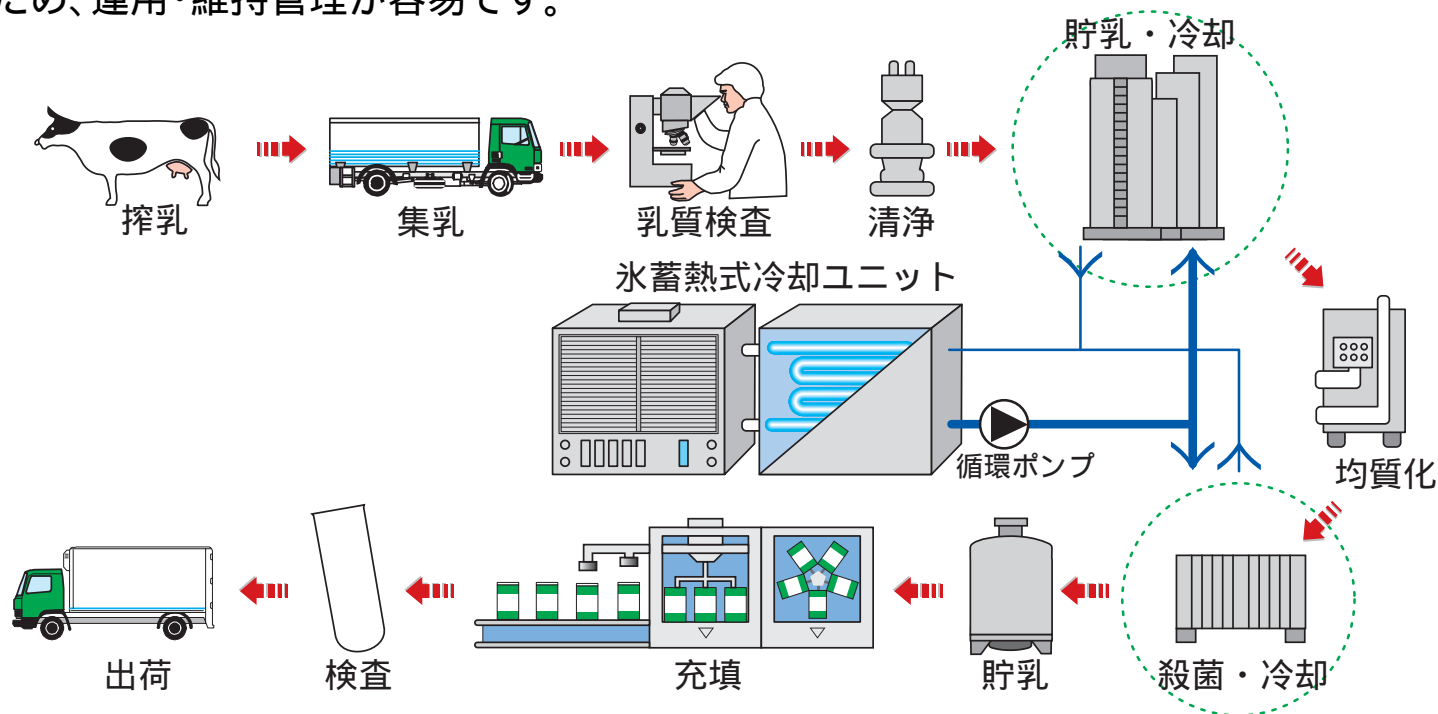 ため、運用・維持管理が容易です。
貯乳・冷却
搾乳
集乳
乳質検査
清浄
氷蓄熱式冷却ユニット
循環ポンプ
均質化
出荷
検査
充填
貯乳
殺菌・冷却